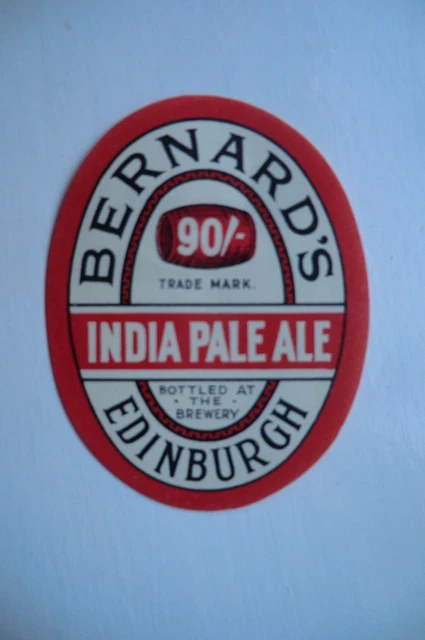 BERNARD'S
90/-
TRADE MARK.
INDIA PALE ALE
BOTTLED AT
· THE ·
BREWERY
EDINBURGH